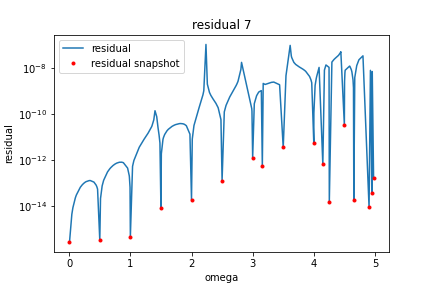 residual 7
residual
residual snapshot
10⁻⁸
10⁻¹⁰
10⁻¹²
10⁻¹⁴
residual
0 1 2 3 4 5
omega